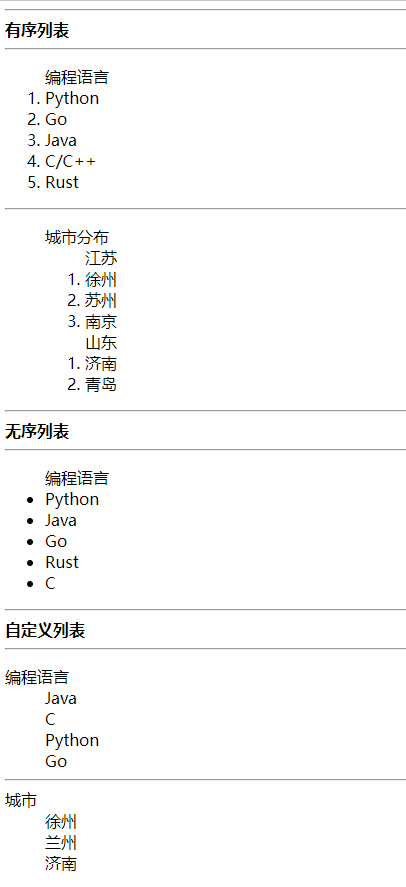 有序列表
编程语言
1. Python
2. Go
3. Java
4. C/C++
5. Rust
城市分布
江苏
1. 徐州
2. 苏州
3. 南京
山东
1. 济南
2. 青岛
无序列表
编程语言
• Python
• Java
• Go
• Rust
• C
自定义列表
编程语言
Java
C
Python
Go
城市
徐州
兰州
济南